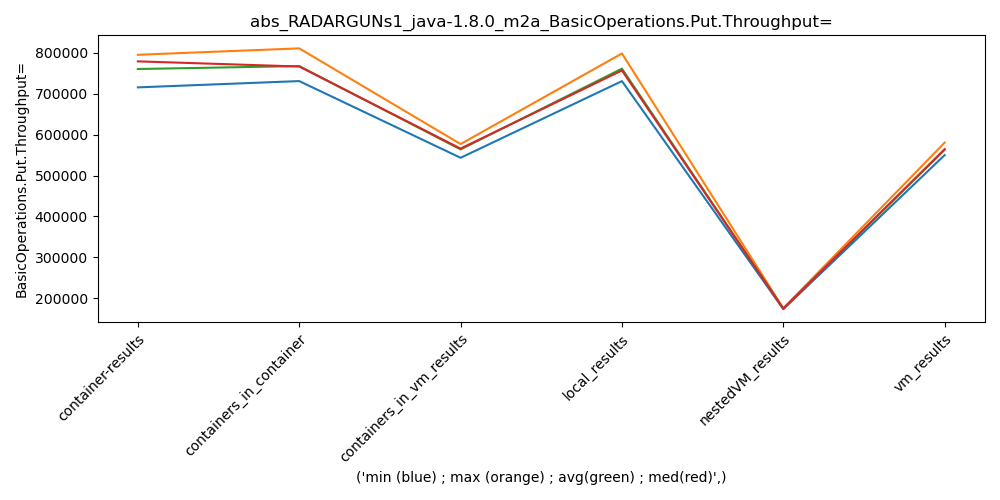 abs_RADARGUNs1_java-1.8.0_m2a_BasicOperations.Put.Throughput=
BasicOperations.Put.Throughput=
800000
700000
600000
500000
400000
300000
200000
container-results
containers_in_container
containers_in_vm_results
local_results
nestedVM_results
vm_results
('min (blue) ; max (orange) ; avg(green) ; med(red)',)